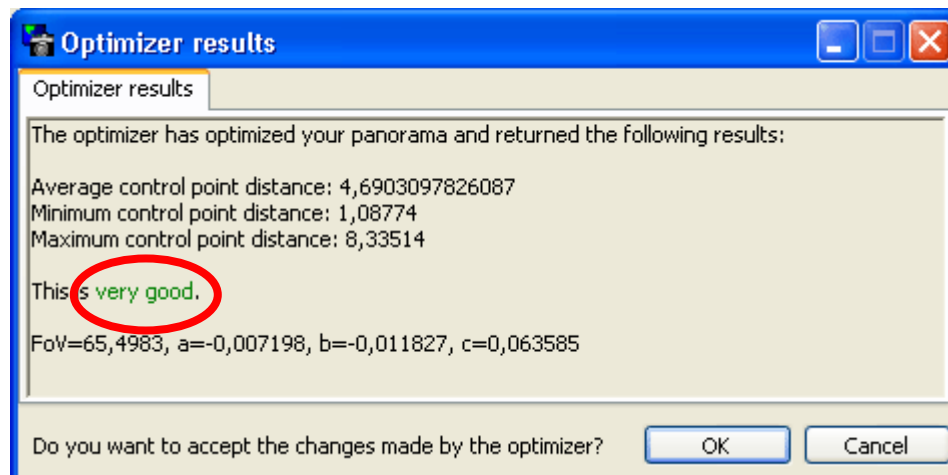 Optimizer results
Optimizer results
The optimizer has optimized your panorama and returned the following results:
Average control point distance: 4,6903097826087
Minimum control point distance: 1,08774
Maximum control point distance: 8,33514
This is very good.
FoV=65,4983, a=-0,007198, b=-0,011827, c=0,063585
Do you want to accept the changes made by the optimizer?
OK
Cancel